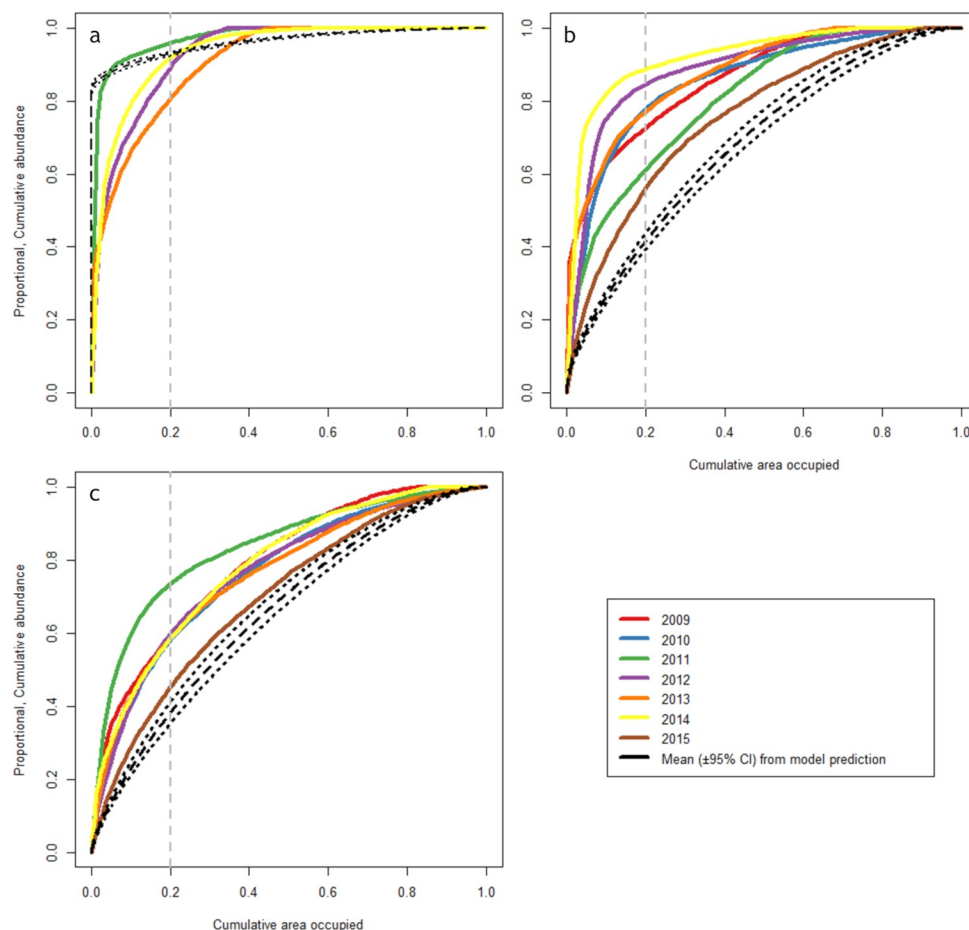 a
Proportional, Cumulative abundance
1.0
0.8
0.6
0.4
0.2
0.0
0.0 0.2 0.4 0.6 0.8 1.0
b
1.0
0.8
0.6
0.4
0.2
0.0
0.0 0.2 0.4 0.6 0.8 1.0
Cumulative area occupied
c
Proportional, Cumulative abundance
1.0
0.8
0.6
0.4
0.2
0.0
0.0 0.2 0.4 0.6 0.8 1.0
Cumulative area occupied
2009
2010
2011
2012
2013
2014
2015
Mean (±95% CI) from model prediction